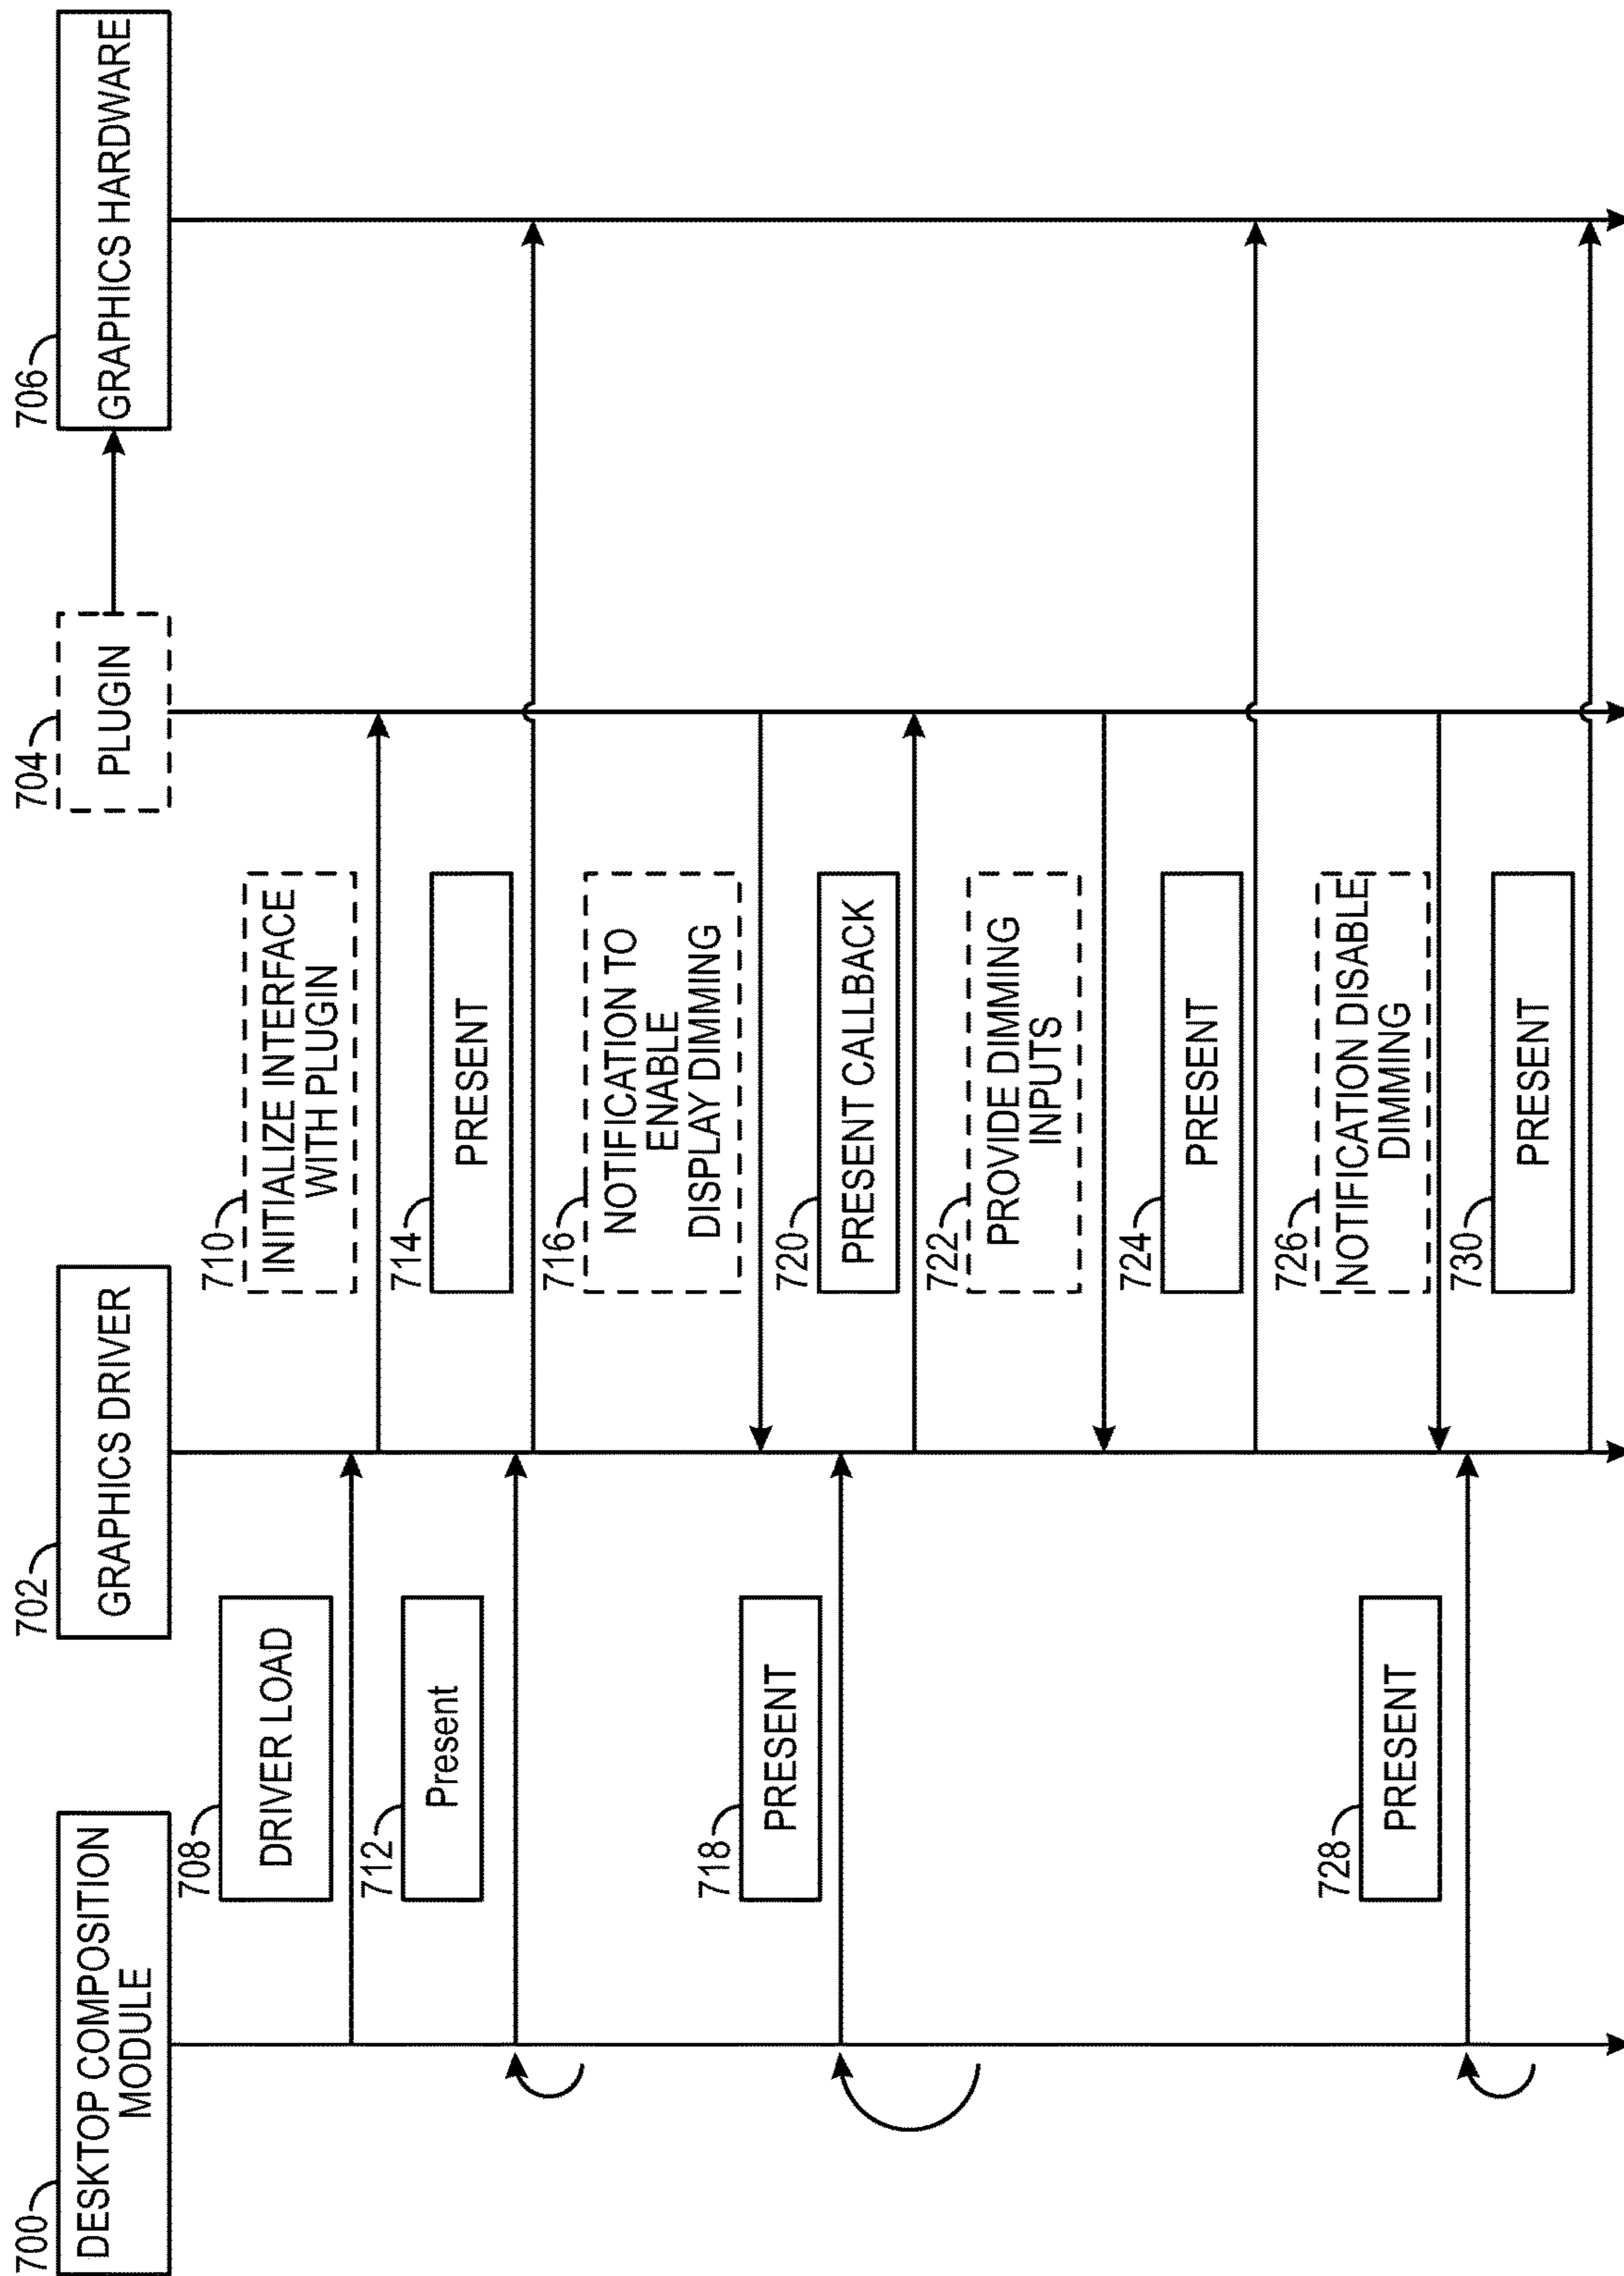 700
DESKTOP COMPOSITION
MODULE
702
GRAPHICS DRIVER
704
PLUGIN
706
GRAPHICS HARDWARE
708
DRIVER LOAD
710
INITIALIZE INTERFACE
WITH PLUGIN
712
Present
714
PRESENT
716
NOTIFICATION TO
ENABLE
DISPLAY DIMMING
718
PRESENT
720
PRESENT CALLBACK
722
PROVIDE DIMMING
INPUTS
724
PRESENT
726
NOTIFICATION DISABLE
DIMMING
728
PRESENT
730
PRESENT